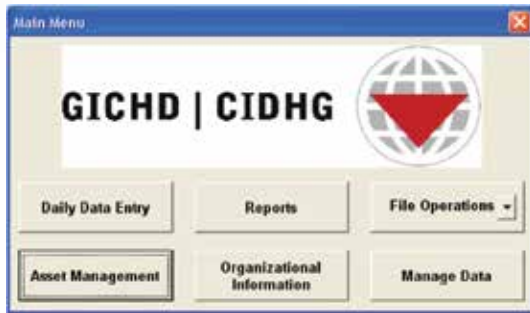 Main Menu
GICHD | CIDHG
Daily Data Entry
Reports
File Operations
Asset Management
Organizational
Information
Manage Data